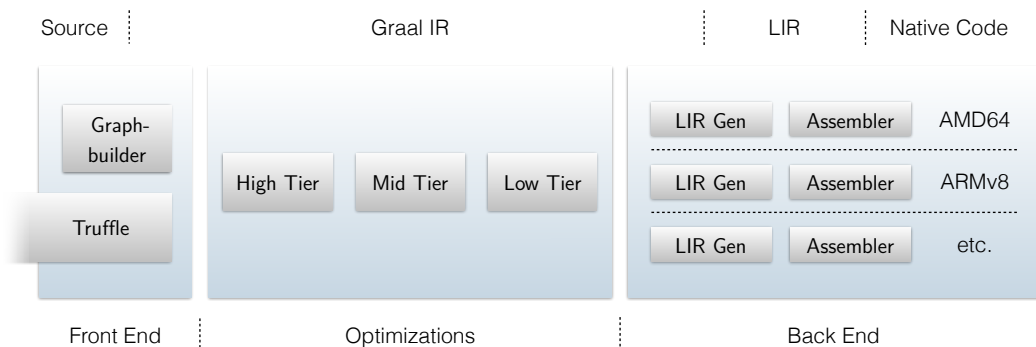 Source
Graal IR
LIR
Native Code
Graph-
builder
Truffle
High Tier
Mid Tier
Low Tier
LIR Gen
Assembler
AMD64
LIR Gen
Assembler
ARMv8
LIR Gen
Assembler
etc.
Front End
Optimizations
Back End